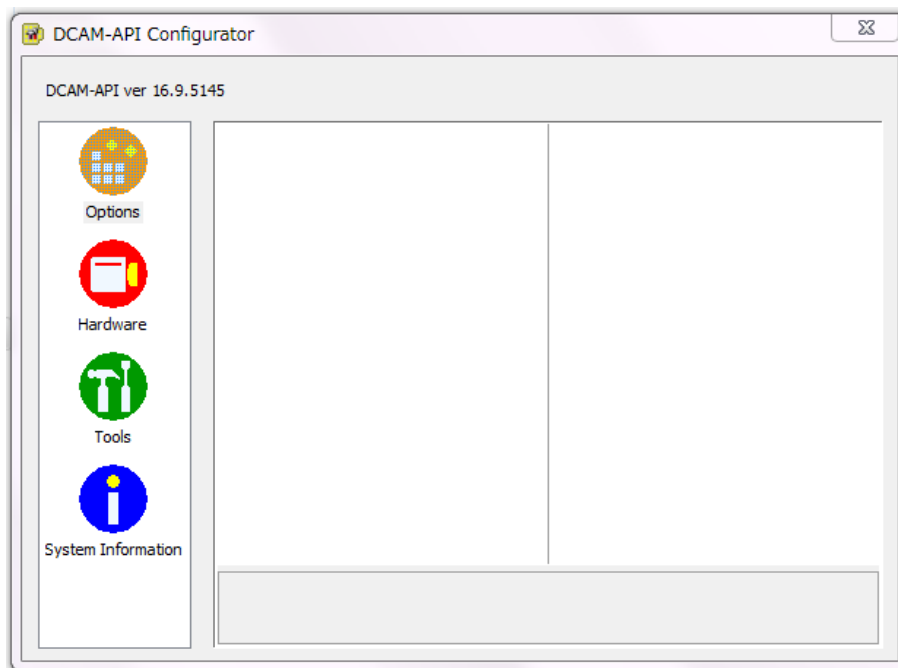 DCAM-API Configurator
DCAM-API ver 16.9.5145
Options
Hardware
Tools
System Information